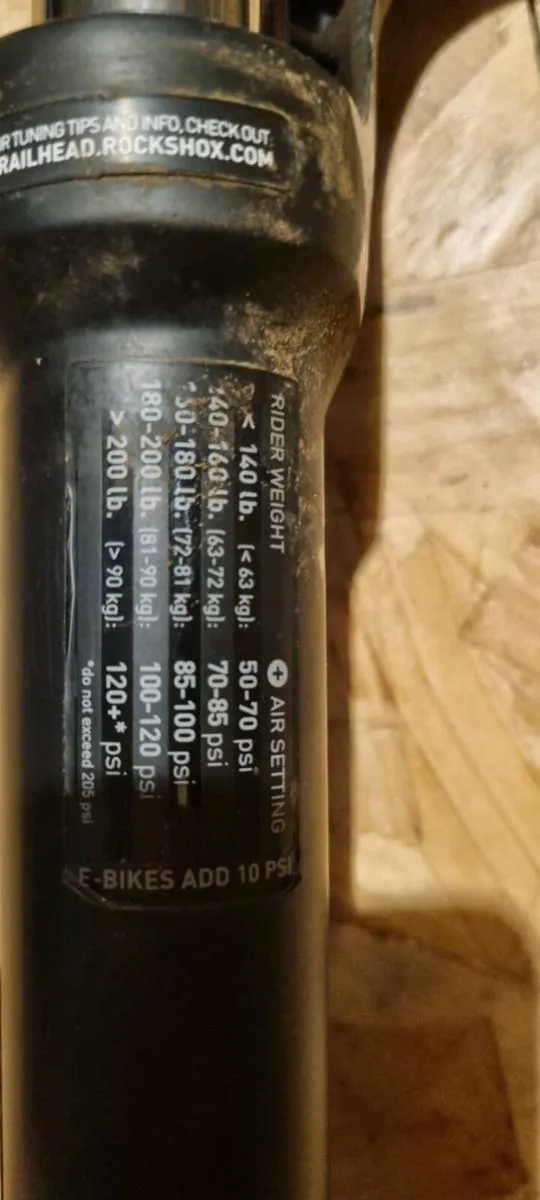 TUNING TIPS AND INFO, CHECK OUT
RAILHEAD.ROCKSHOX.COM
RIDER WEIGHT + AIR SETTING
< 140 lb. (< 63 kg): 50-70 psi
140-160 lb. (63-72 kg): 70-85 psi
160-180 lb. (72-81 kg): 85-100 psi
180-200 lb. (81-90 kg): 100-120 psi
> 200 lb. (> 90 kg): 120+* psi
*do not exceed 205 psi
E-BIKES ADD 10 PSI